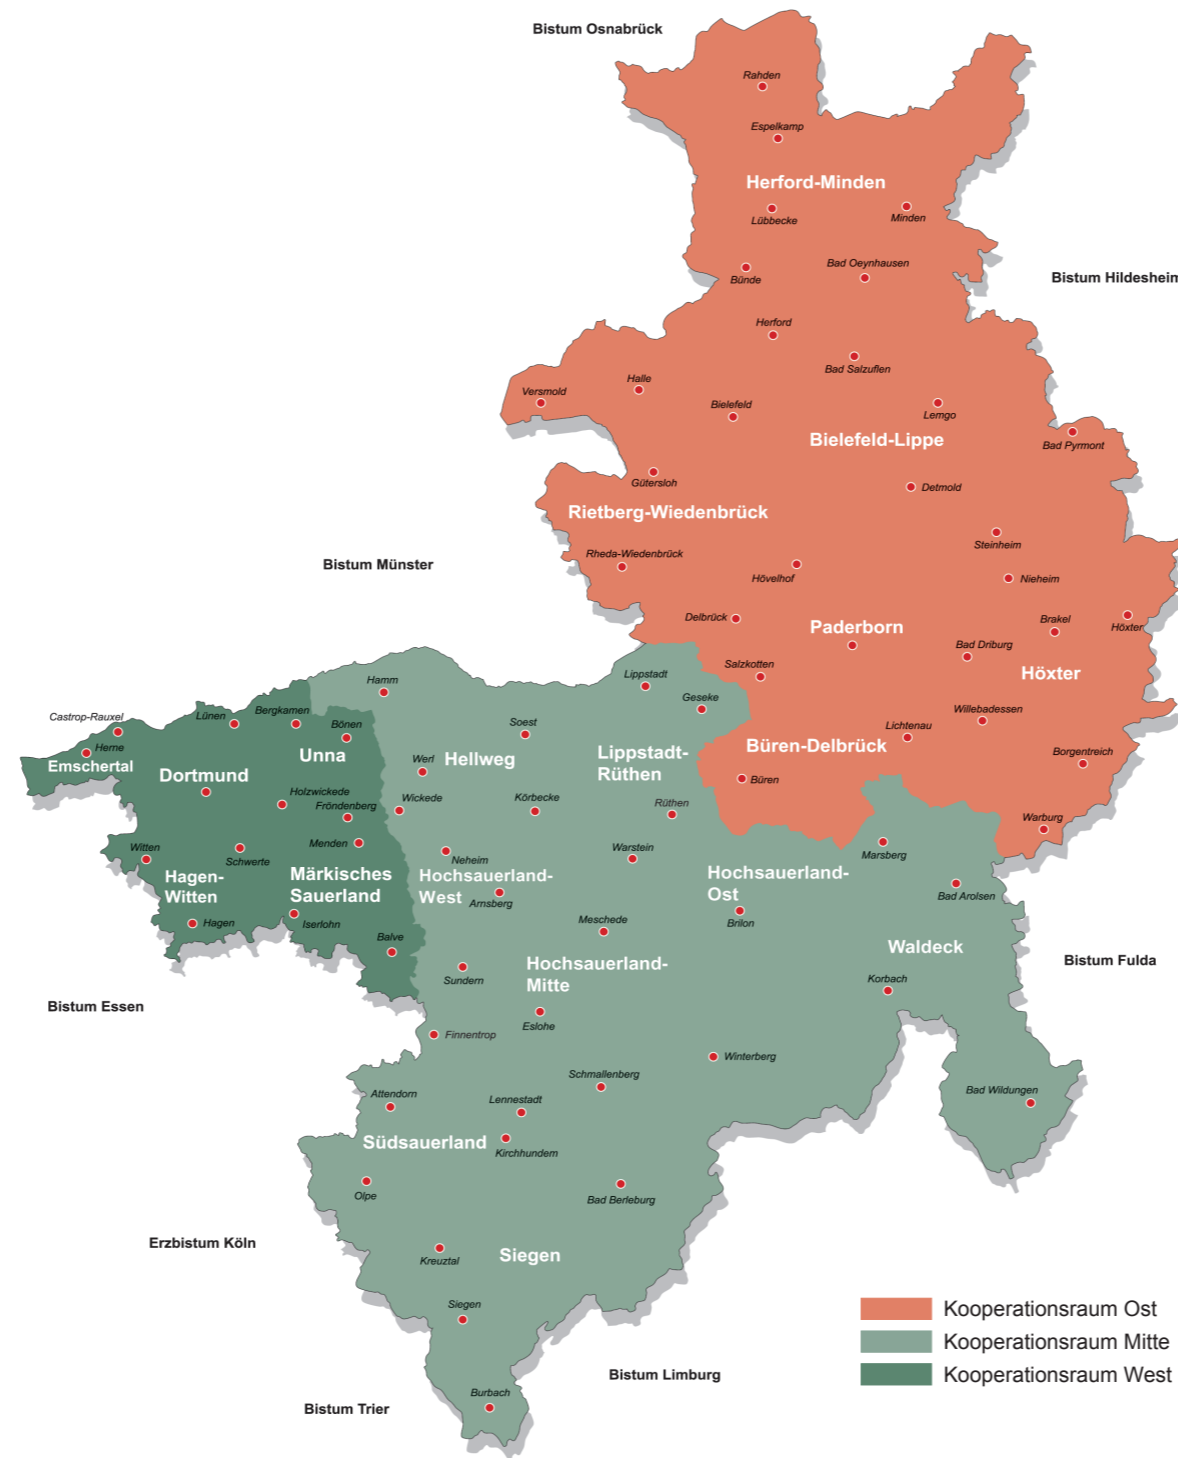 Bistum Osnabrück
Rahden
Espelkamp
Herford-Minden
Lübbecke
Minden
Bad Oeynhausen
Bünde
Bistum Hildesheim
Herford
Bad Salzuflen
Halle
Versmold
Bielefeld
Lemgo
Bielefeld-Lippe
Bad Pyrmont
Gütersloh
Detmold
Rietberg-Wiedenbrück
Steinheim
Rheda-Wiedenbrück
Bistum Münster
Hövelhof
Nieheim
Delbrück
Paderborn
Brakel
Höxter
Bad Driburg
Salzkotten
Höxter
Lippstadt
Hamm
Geseke
Willebadessen
Castrop-Rauxel
Lünen
Bergkamen
Bönen
Soest
Lichtenau
Herne
Emschertal
Unna
Hellweg
Lippstadt-
Rüthen
Büren-Delbrück
Borgentreich
Dortmund
Werl
Büren
Holzwickede
Fröndenberg
Wickede
Körbecke
Rüthen
Warburg
Witten
Schwerte
Menden
Neheim
Warstein
Marsberg
Hagen-
Witten
Märkisches
Sauerland
Hochsauerland-
West
Hochsauerland-
Ost
Bad Arolsen
Arnsberg
Hagen
Iserlohn
Meschede
Brilon
Balve
Waldeck
Hochsauerland-
Mitte
Bistum Fulda
Sundern
Korbach
Bistum Essen
Eslohe
Finnentrop
Winterberg
Schmallenberg
Attendorn
Lennestadt
Bad Wildungen
Südsauerland
Kirchhundem
Olpe
Bad Berleburg
Erzbistum Köln
Kreuztal
Siegen
Siegen
Kooperationsraum Ost
Kooperationsraum Mitte
Kooperationsraum West
Bistum Limburg
Burbach
Bistum Trier